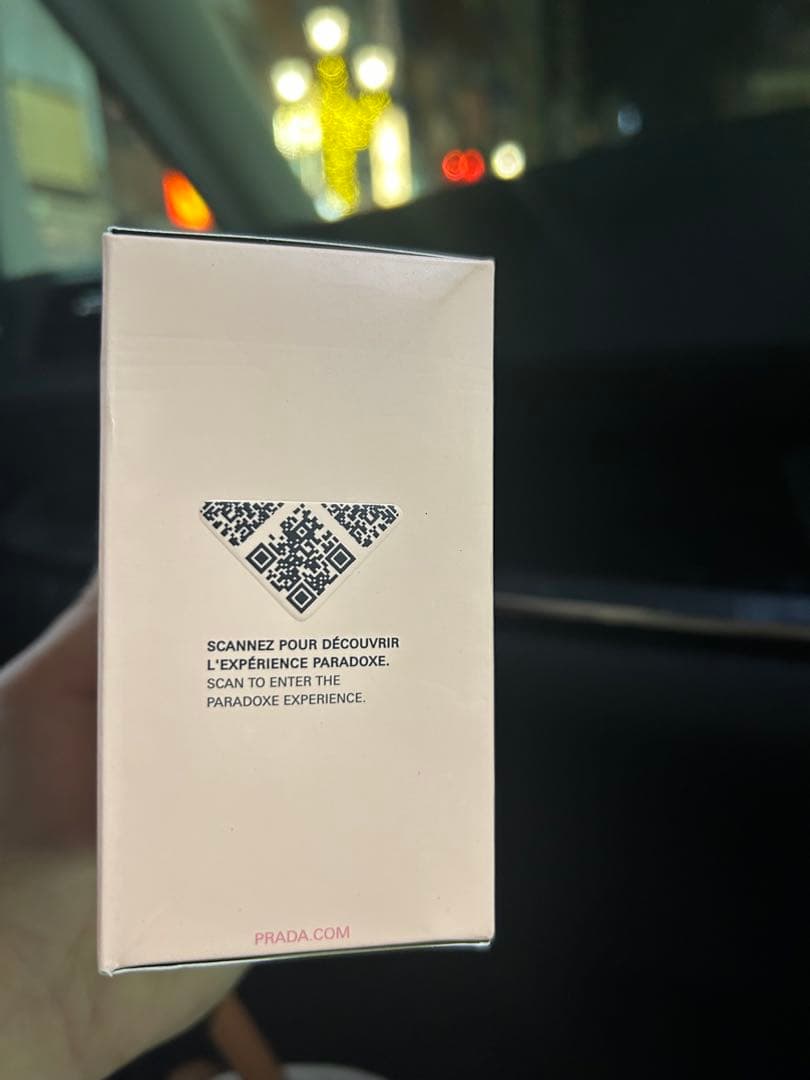 SCANNEZ POUR DÉCOUVRIR
L'EXPÉRIENCE PARADOXE.
SCAN TO ENTER THE
PARADOXE EXPERIENCE.
PRADA.COM